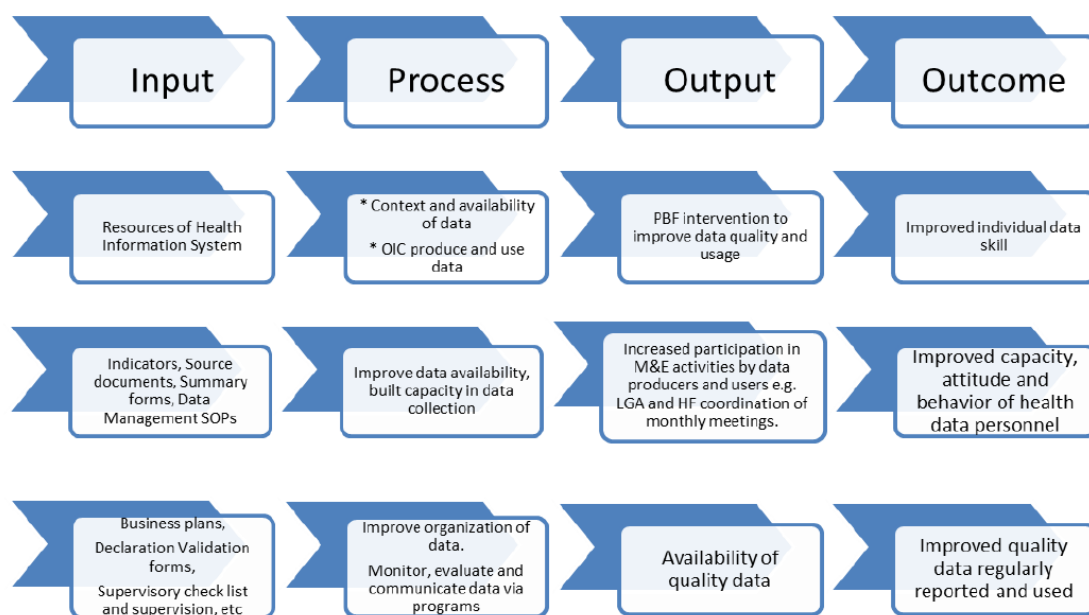 Input
Process
Output
Outcome
Resources of Health
Information System
* Context and availability
of data
* OIC produce and use
data
PBF intervention to
improve data quality and
usage
Improved individual data
skill
Indicators, Source
documents, Summary
forms, Data
Management SOPs
Improve data availability,
built capacity in data
collection
Increased participation in
M&E activities by data
producers and users e.g.
LGA and HF coordination of
monthly meetings.
Improved capacity,
attitude and
behavior of health
data personnel
Business plans,
Declaration Validation
forms,
Supervisory check list
and supervision, etc
Improve organization of
data.
Monitor, evaluate and
communicate data via
programs
Availability of
quality data
Improved quality
data regularly
reported and used